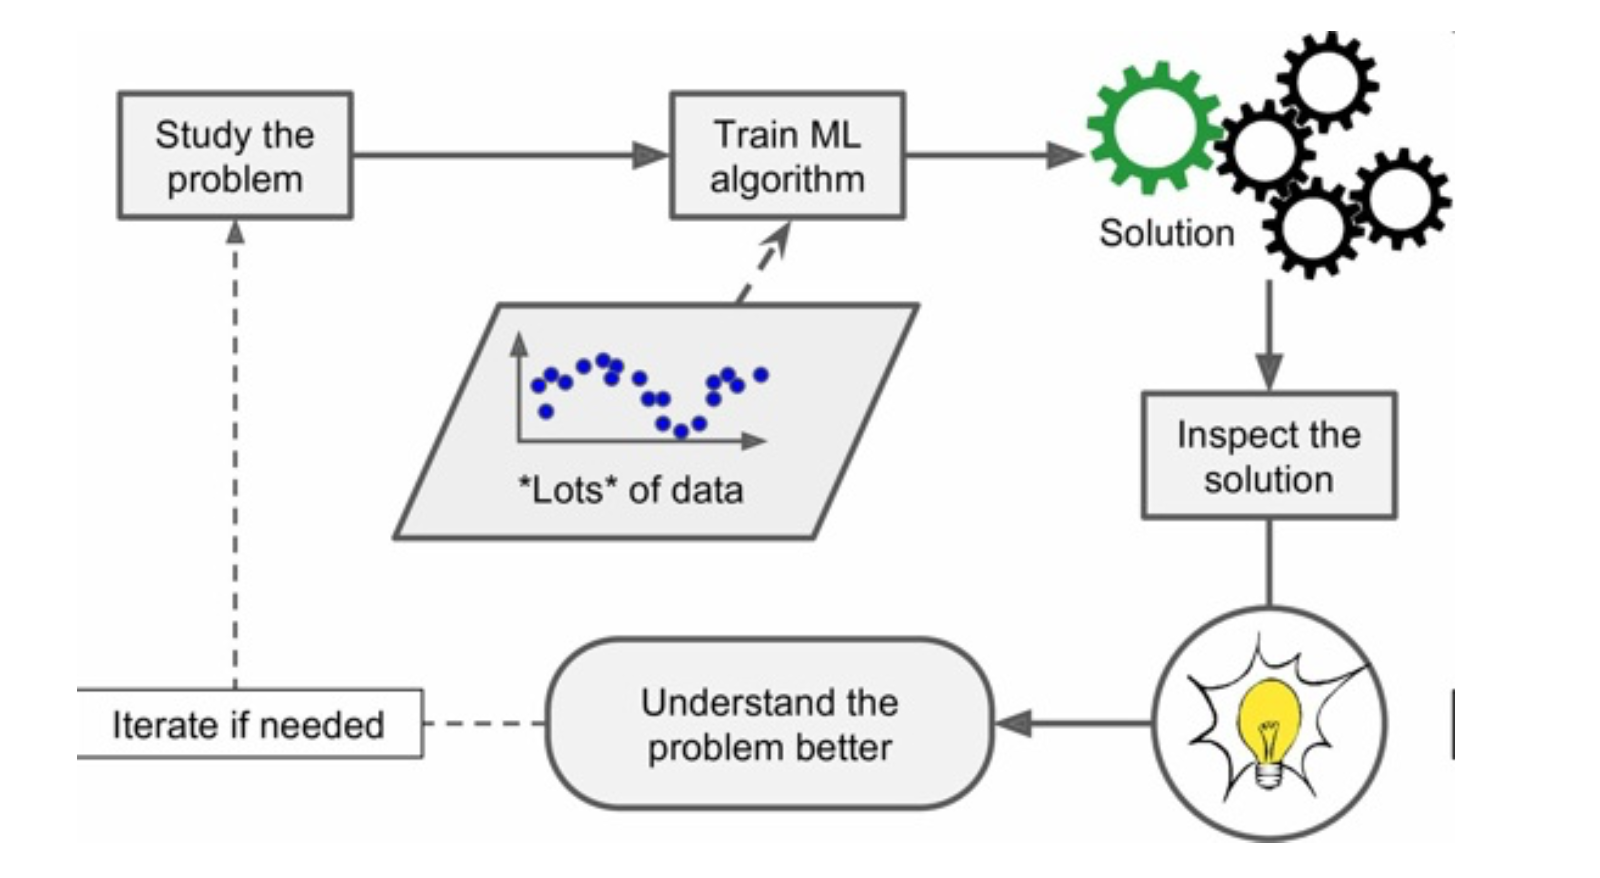 Study the
problem
Train ML
algorithm
Solution
*Lots* of data
Inspect the
solution
Understand the
problem better
Iterate if needed